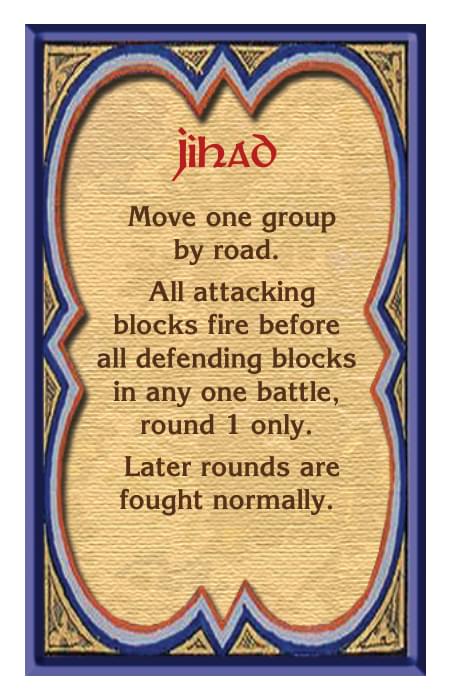 Jihad
Move one group
by road.
All attacking
blocks fire before
all defending blocks
in any one battle,
round 1 only.
Later rounds are
fought normally.